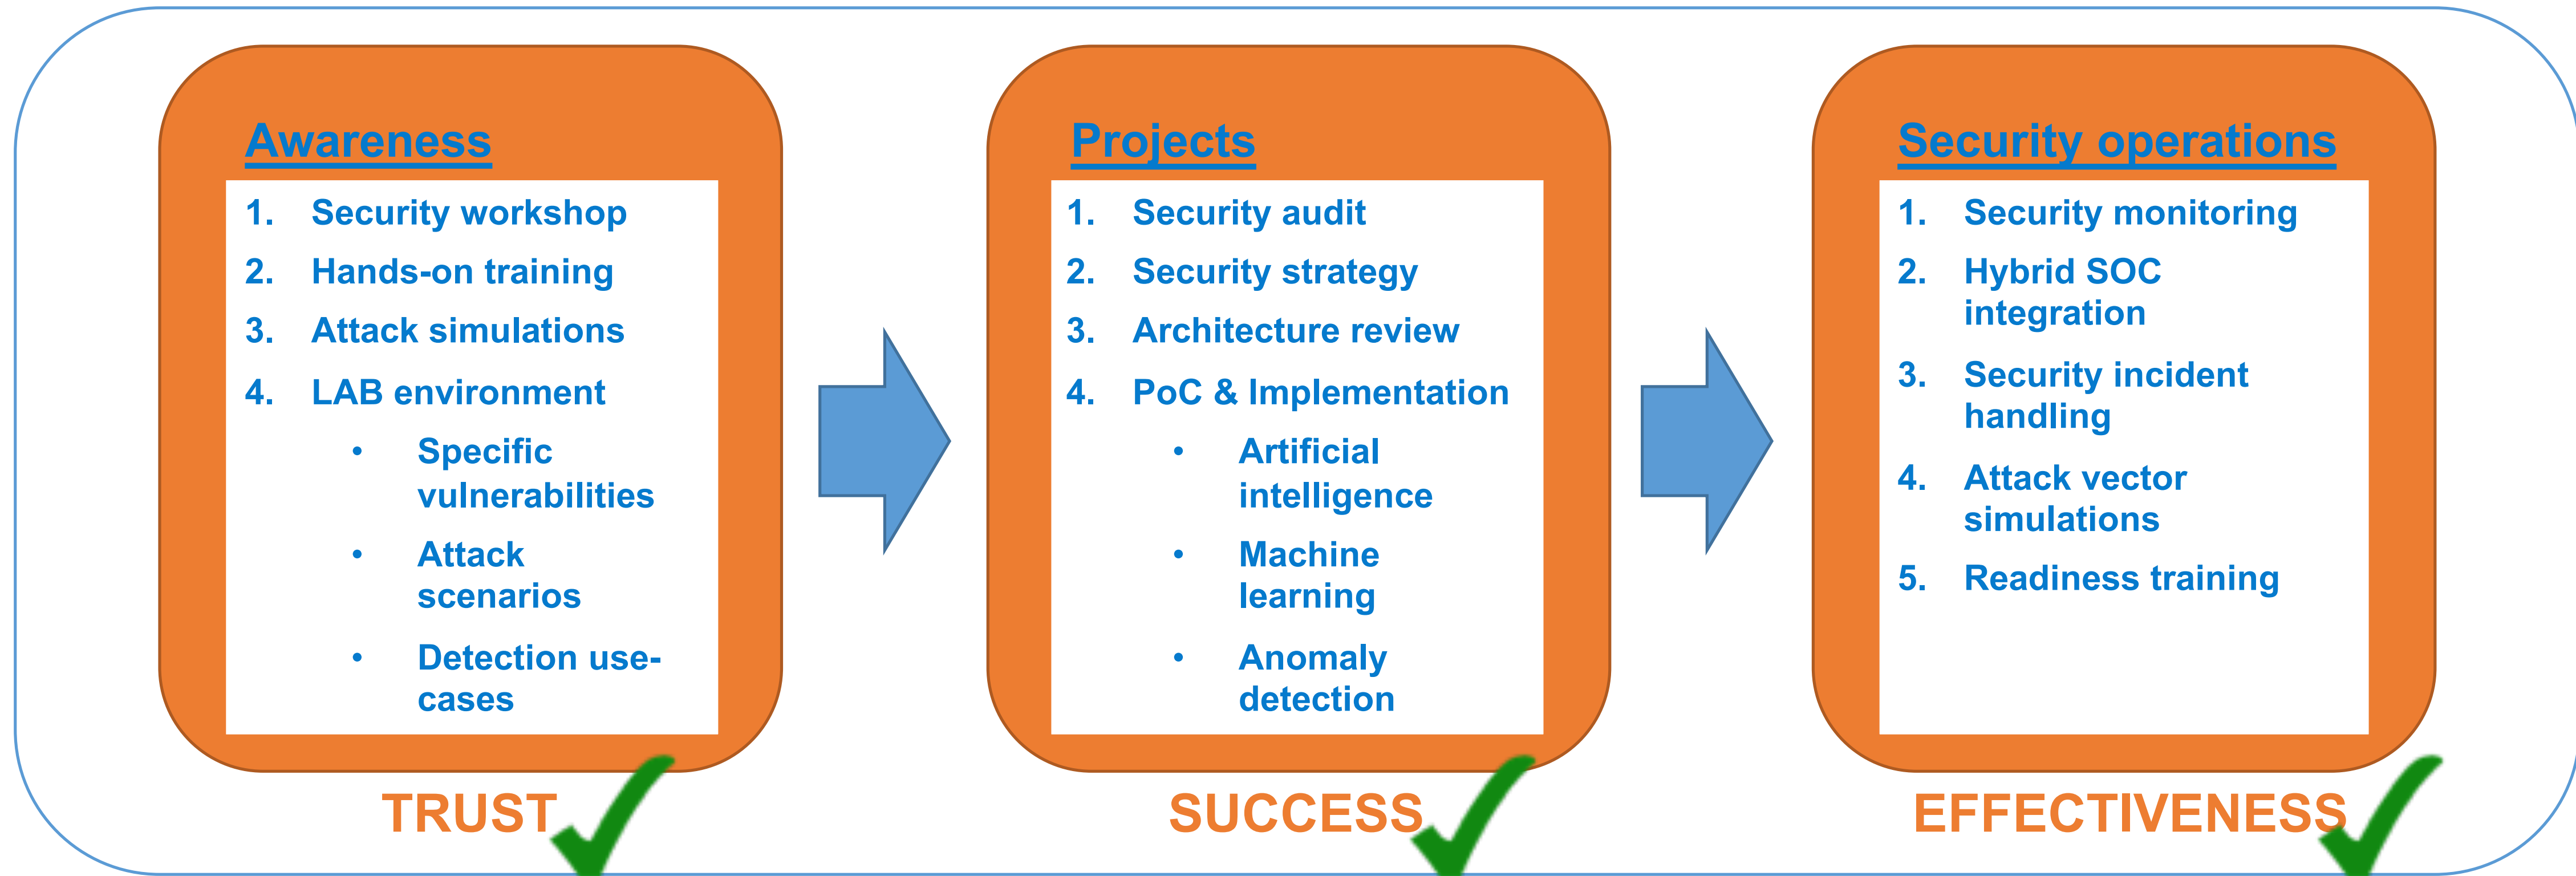 Awareness
1. Security workshop
2. Hands-on training
3. Attack simulations
4. LAB environment
• Specific
vulnerabilities
• Attack
scenarios
• Detection use-
cases
TRUST
Projects
1. Security audit
2. Security strategy
3. Architecture review
4. PoC & Implementation
• Artificial
intelligence
• Machine
learning
• Anomaly
detection
SUCCESS
Security operations
1. Security monitoring
2. Hybrid SOC
integration
3. Security incident
handling
4. Attack vector
simulations
5. Readiness training
EFFECTIVENESS